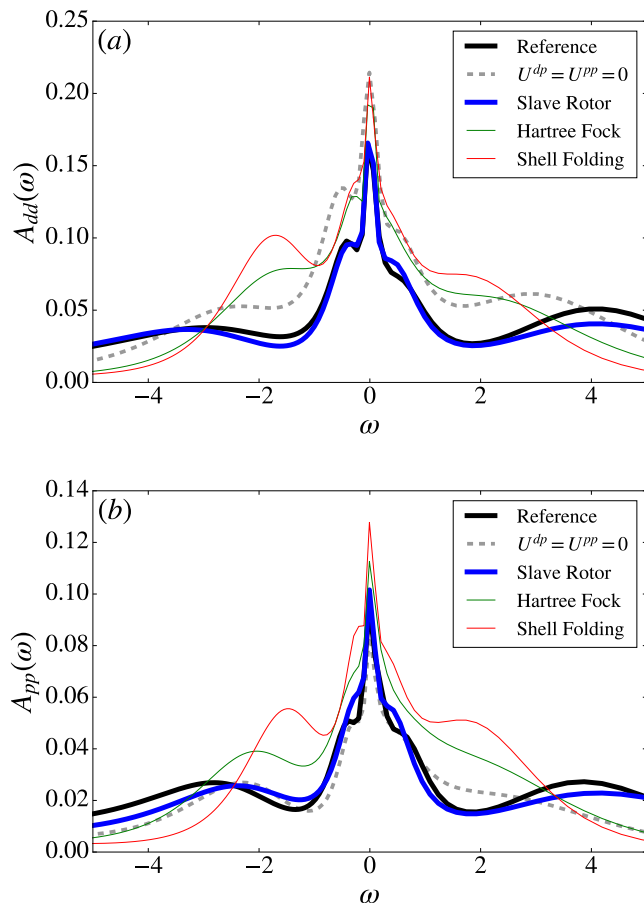 0.25
(a)
Reference
U^{dp} = U^{pp} = 0
0.20
Slave Rotor
Hartree Fock
Shell Folding
0.15
A_{dd}(ω)
0.10
0.05
0.00
−4 −2 0 2 4
ω
0.14
(b)
Reference
0.12
U^{dp} = U^{pp} = 0
Slave Rotor
0.10
Hartree Fock
Shell Folding
0.08
A_{pp}(ω)
0.06
0.04
0.02
0.00
−4 −2 0 2 4
ω